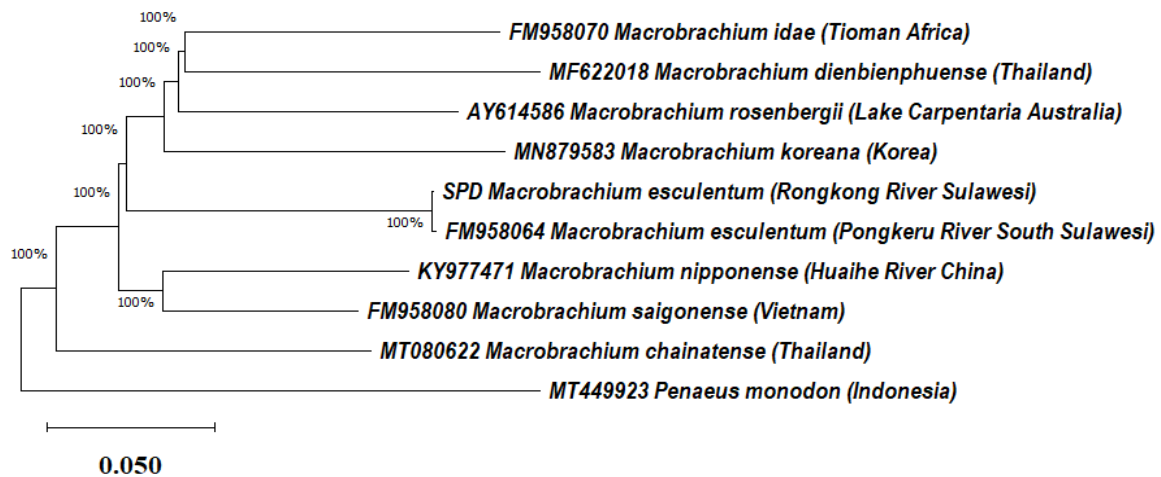 100%
FM958070 Macrobrachium idae (Tioman Africa)
100%
MF622018 Macrobrachium dienbienphuense (Thailand)
100%
AY614586 Macrobrachium rosenbergii (Lake Carpentaria Australia)
100%
MN879583 Macrobrachium koreana (Korea)
100%
SPD Macrobrachium esculentum (Rongkong River Sulawesi)
100%
FM958064 Macrobrachium esculentum (Pongkeru River South Sulawesi)
100%
KY977471 Macrobrachium nipponense (Huaihe River China)
100%
FM958080 Macrobrachium saigonense (Vietnam)
MT080622 Macrobrachium chainatense (Thailand)
MT449923 Penaeus monodon (Indonesia)
0.050